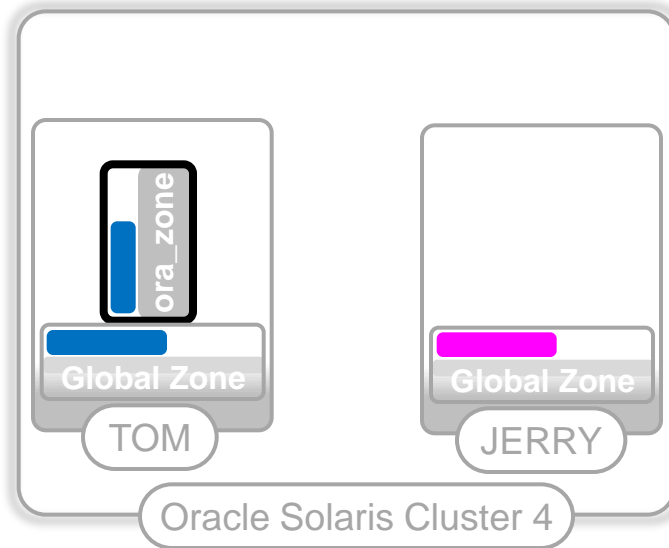 ora_zone
Global Zone
Global Zone
TOM
JERRY
Oracle Solaris Cluster 4